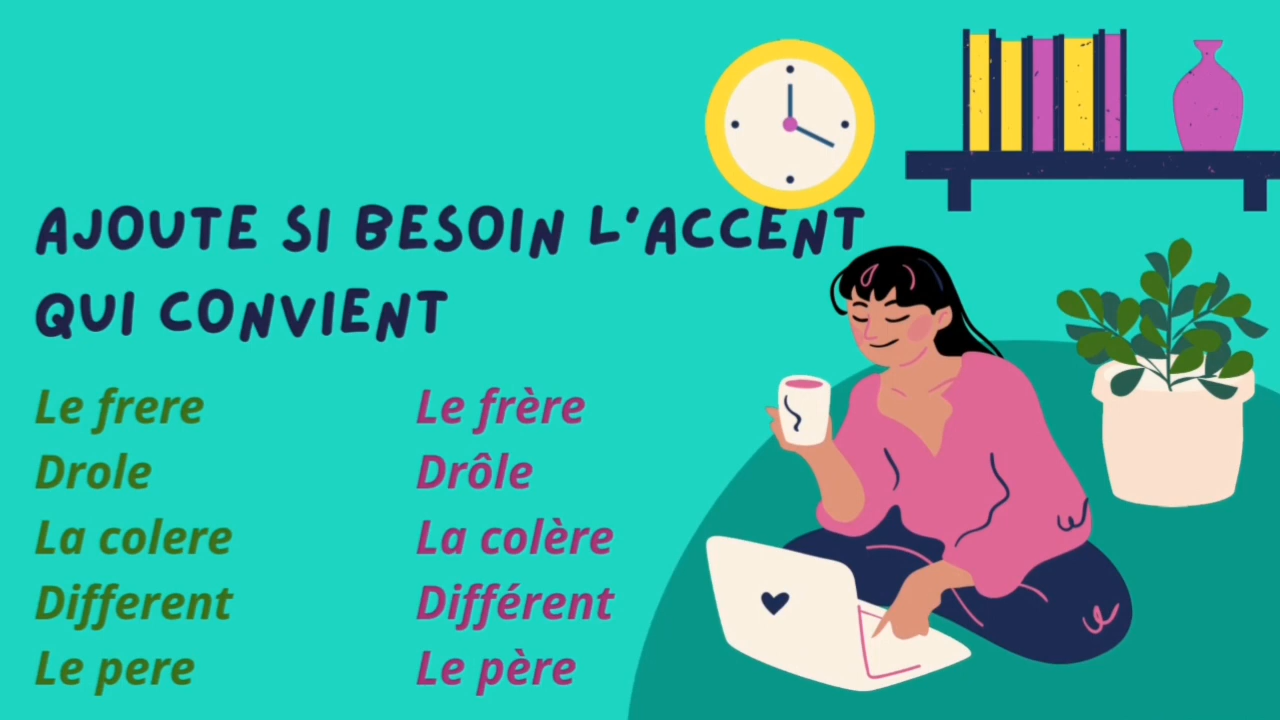 AJOUTE SI BESOIN L'ACCENT
QUI CONVIENT
Le frere
Drole
La colere
Different
Le pere
Le frère
Drôle
La colère
Différent
Le père